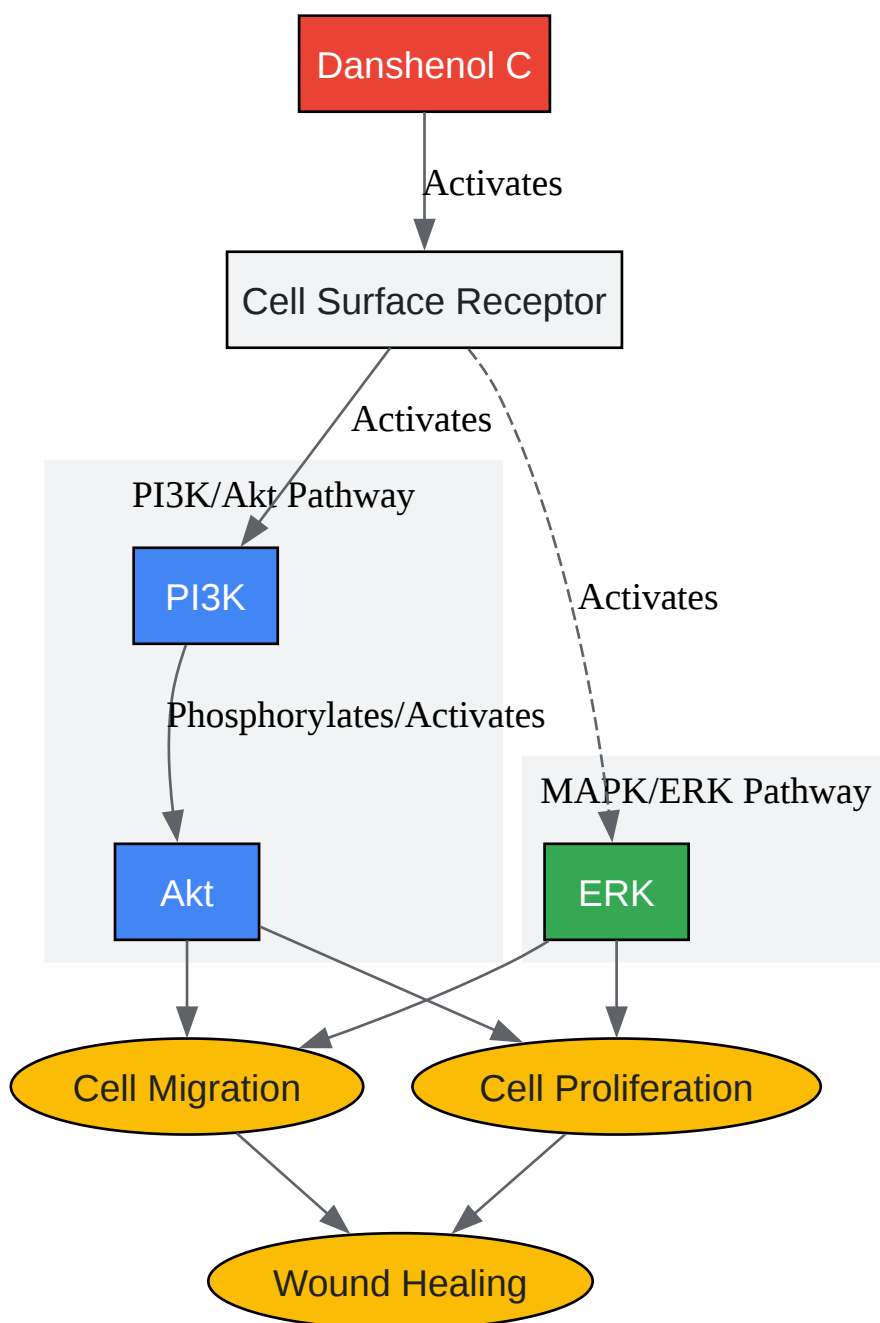 Danshenol C
Activates
Cell Surface Receptor
Activates
PI3K/Akt Pathway
PI3K
Activates
Phosphorylates/Activates
MAPK/ERK Pathway
Akt
ERK
Cell Migration
Cell Proliferation
Wound Healing